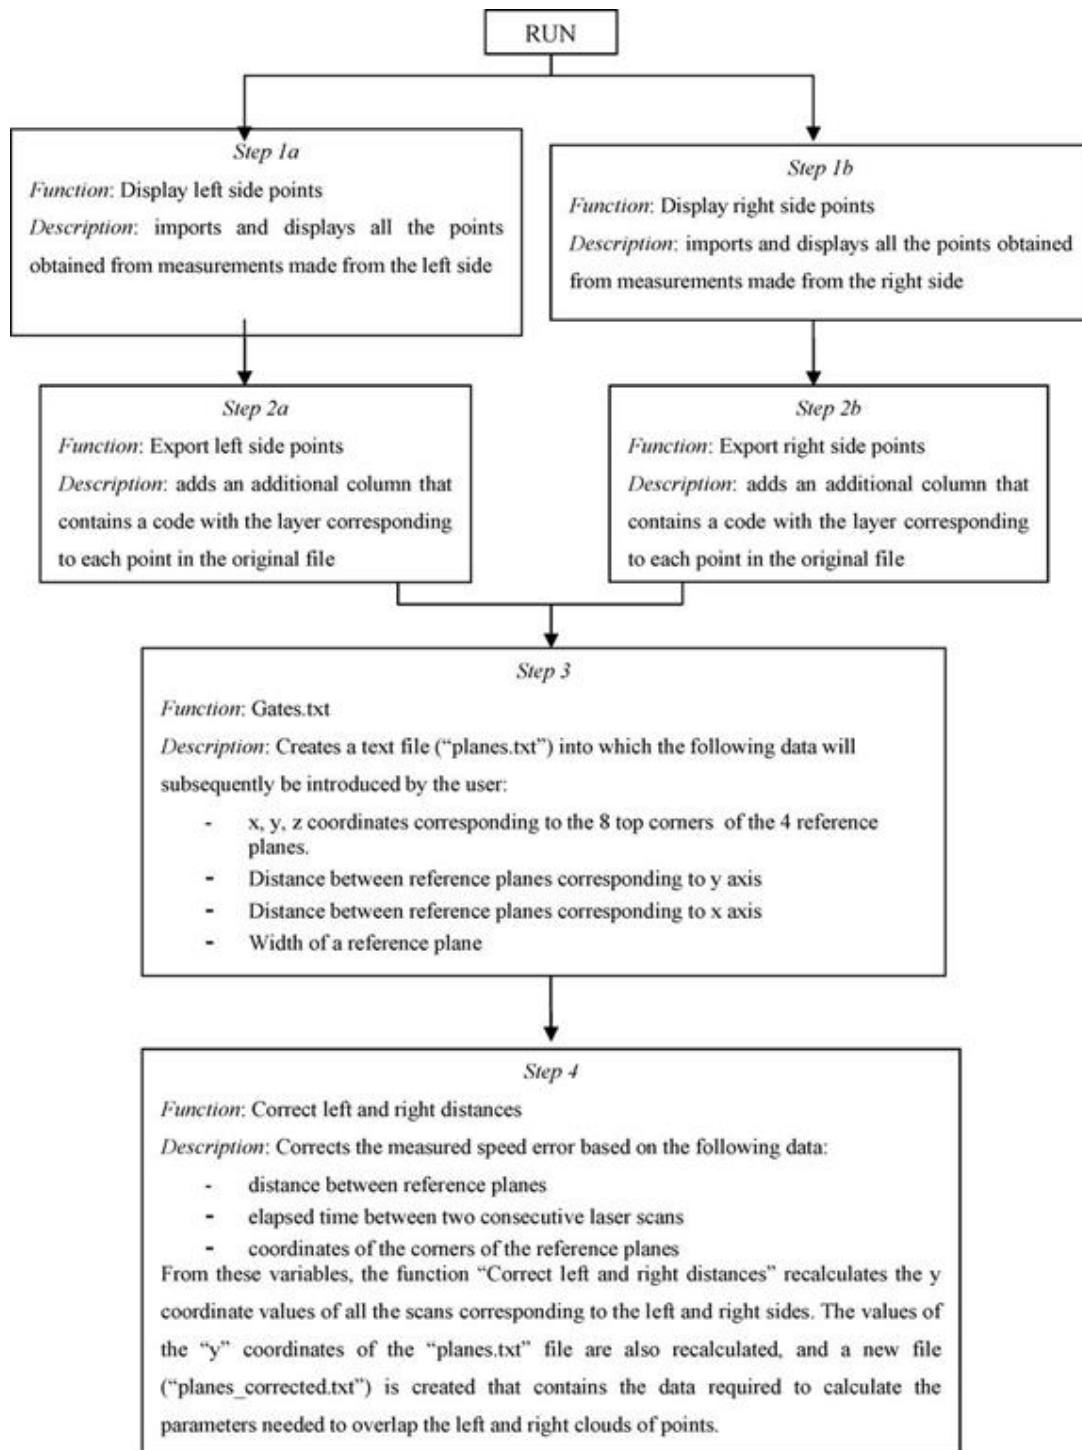 RUN
Step 1a
Function: Display left side points
Description: imports and displays all the points
obtained from measurements made from the left side
Step 1b
Function: Display right side points
Description: imports and displays all the points obtained
from measurements made from the right side
Step 2a
Function: Export left side points
Description: adds an additional column that
contains a code with the layer corresponding
to each point in the original file
Step 2b
Function: Export right side points
Description: adds an additional column that
contains a code with the layer corresponding
to each point in the original file
Step 3
Function: Gates.txt
Description: Creates a text file (“planes.txt”) into which the following data will
subsequently be introduced by the user:
- x, y, z coordinates corresponding to the 8 top corners of the 4 reference
planes.
- Distance between reference planes corresponding to y axis
- Distance between reference planes corresponding to x axis
- Width of a reference plane
Step 4
Function: Correct left and right distances
Description: Corrects the measured speed error based on the following data:
- distance between reference planes
- elapsed time between two consecutive laser scans
- coordinates of the corners of the reference planes
From these variables, the function “Correct left and right distances” recalculates the y
coordinate values of all the scans corresponding to the left and right sides. The values of
the “y” coordinates of the “planes.txt” file are also recalculated, and a new file
(“planes_corrected.txt”) is created that contains the data required to calculate the
parameters needed to overlap the left and right clouds of points.